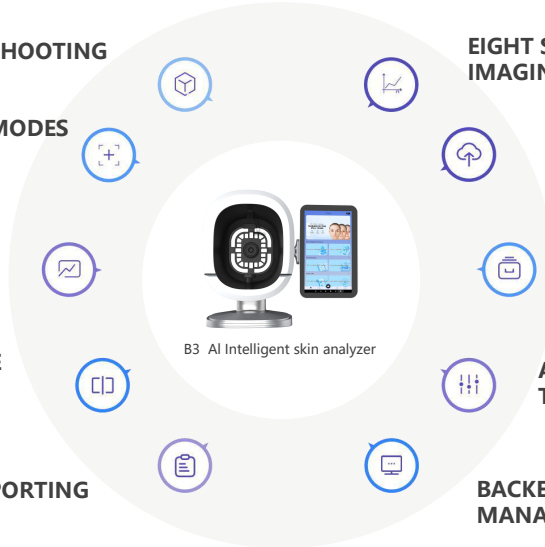 HOOTING
EIGHT S
IMAGIN
MODES
B3 AI Intelligent skin analyzer
E
A
T
PORTING
BACKE
MANA